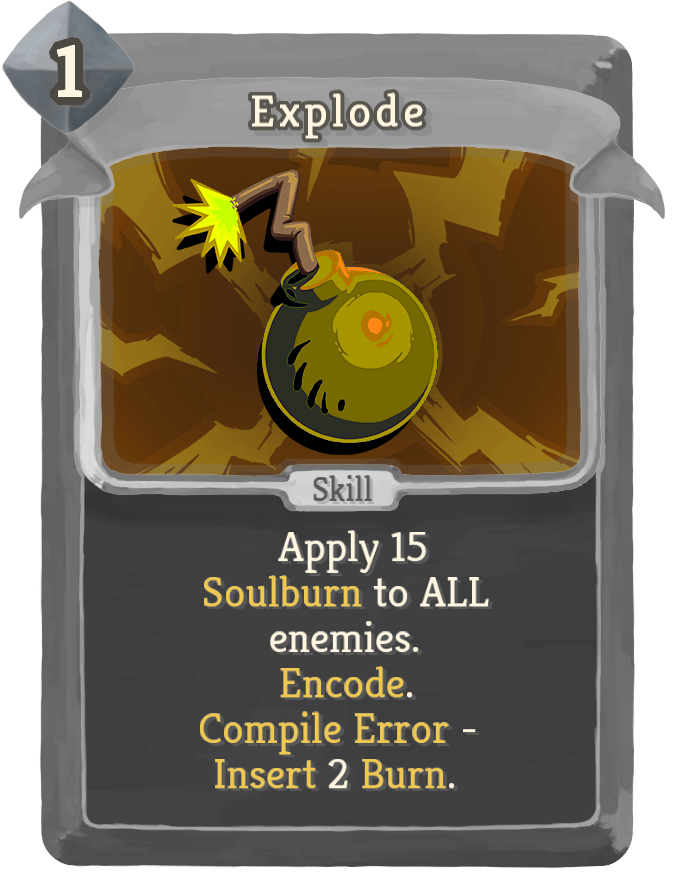 1
Explode
Skill
Apply 15
Soulburn to ALL
enemies.
Encode.
Compile Error -
Insert 2 Burn.